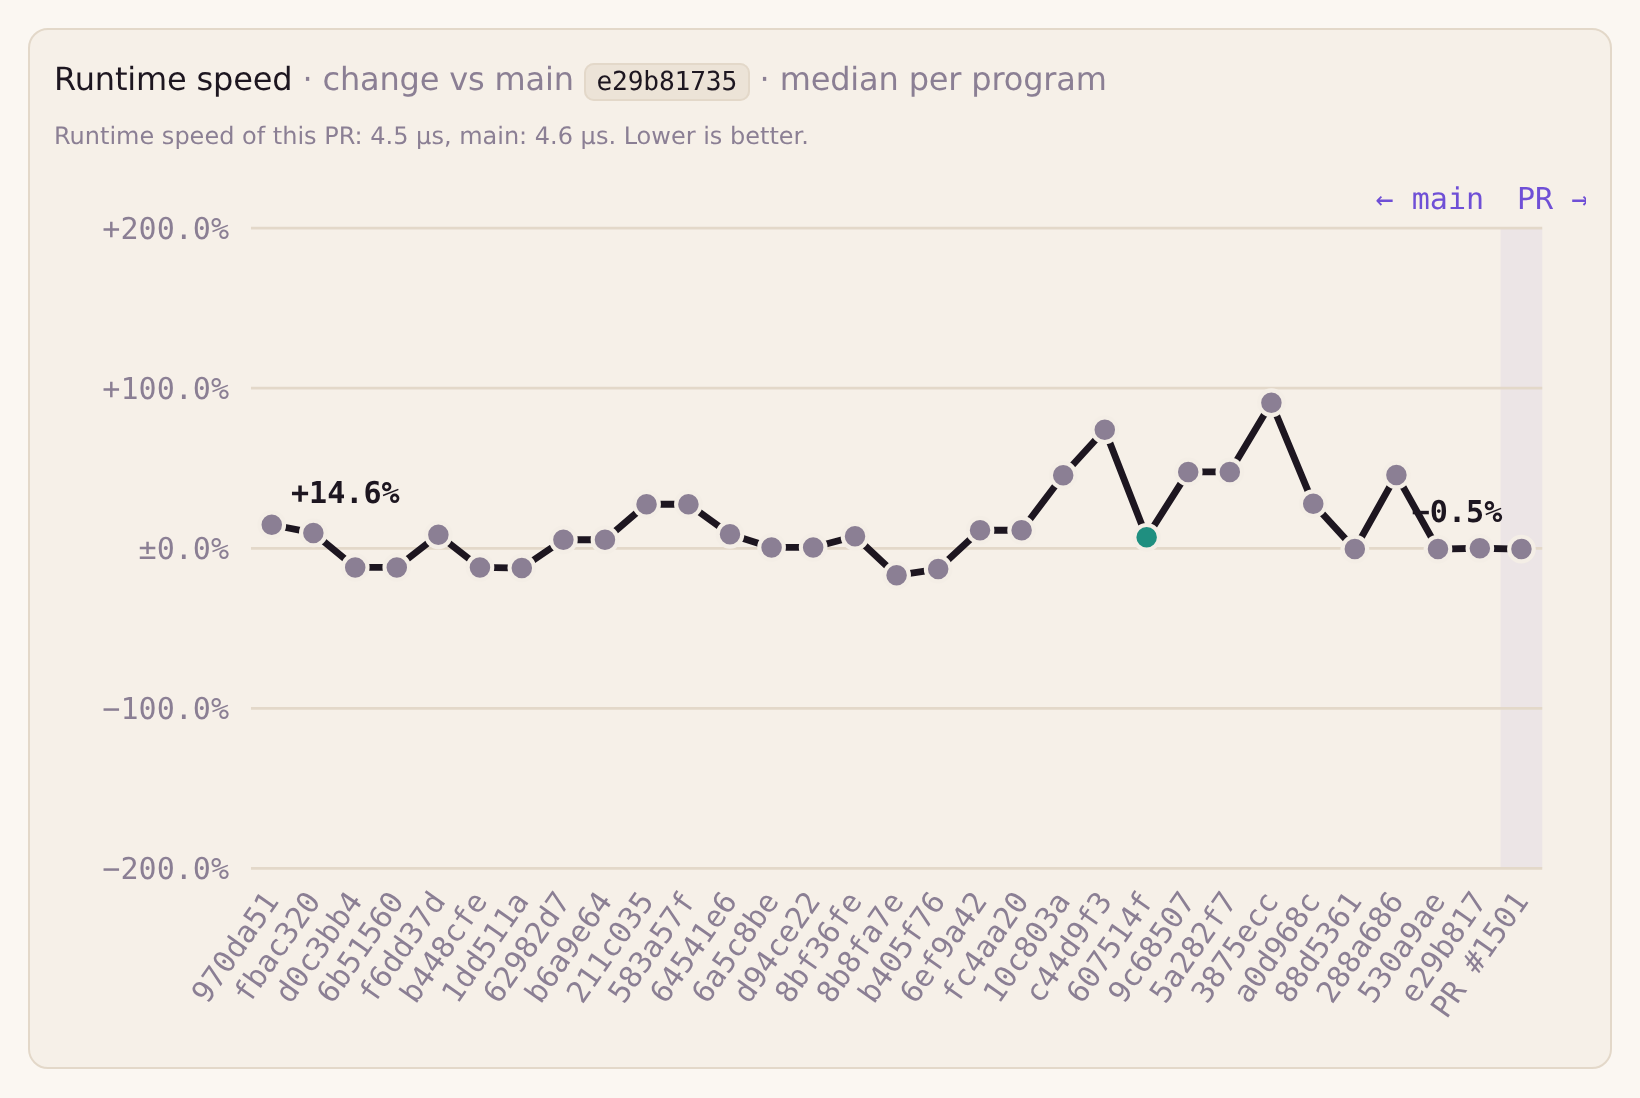 Runtime speed · change vs main e29b81735 · median per program
Runtime speed of this PR: 4.5 µs, main: 4.6 µs. Lower is better.
← main PR →
+200.0%
+100.0%
+14.6%
−0.5%
±0.0%
−100.0%
−200.0%
970da51
fbac320
d0c3bb4
6b51560
f6dd37d
b448cfe
1dd511a
62982d7
b6a9e64
211c035
583a57f
64541e6
6a5c8be
d94ce22
8bf36fe
8b8fa7e
b405f76
6ef9a42
fc4aa20
10c803a
c44d9f3
607514f
9c68507
5a282f7
3875ecc
a0d968c
88d5361
288a686
530a9ae
e29b817
PR #1501